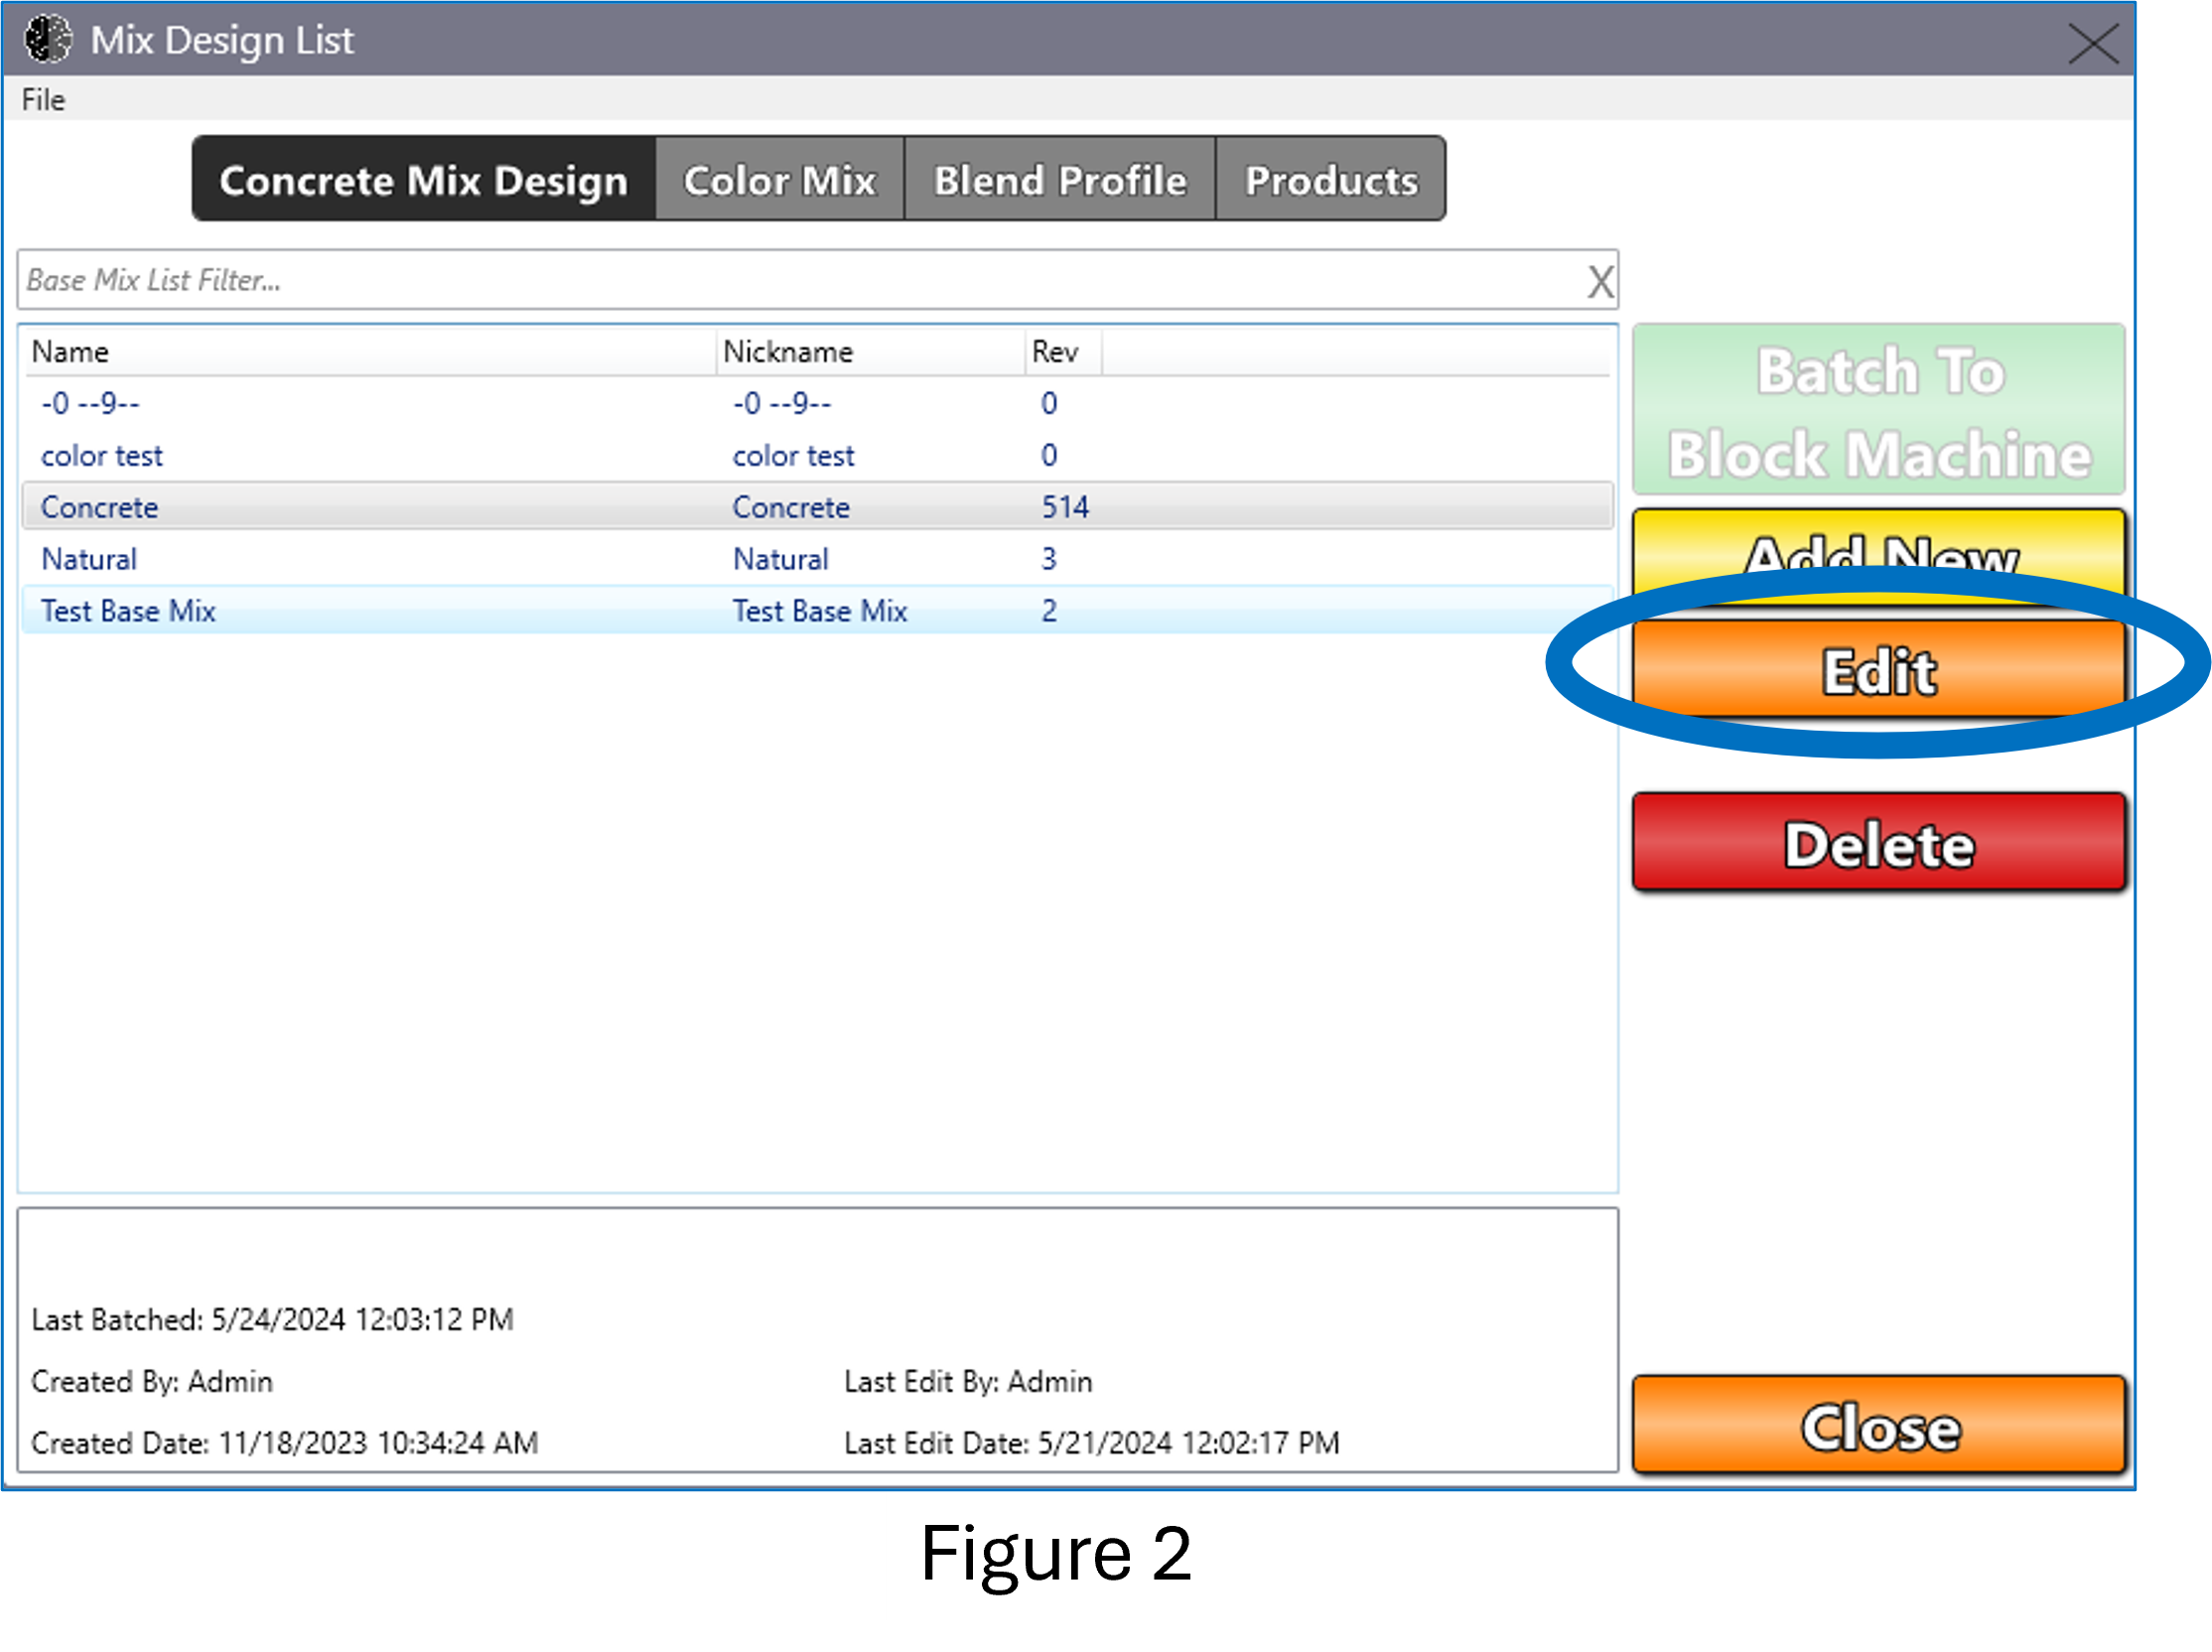 Mix Design List
File
Concrete Mix Design Color Mix Blend Profile Products
Base Mix List Filter... X
Name Nickname Rev
-0 --9-- -0 --9-- 0
color test color test 0
Concrete Concrete 514
Natural Natural 3
Test Base Mix Test Base Mix 2
Batch To
Block Machine
Add New
Edit
Delete
Last Batched: 5/24/2024 12:03:12 PM
Created By: Admin Last Edit By: Admin
Created Date: 11/18/2023 10:34:24 AM Last Edit Date: 5/21/2024 12:02:17 PM
Close
Figure 2